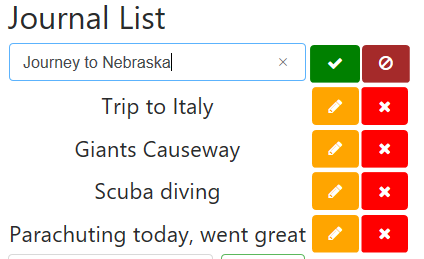 Journal List
Journey to Nebraska
Trip to Italy
Giants Causeway
Scuba diving
Parachuting today, went great